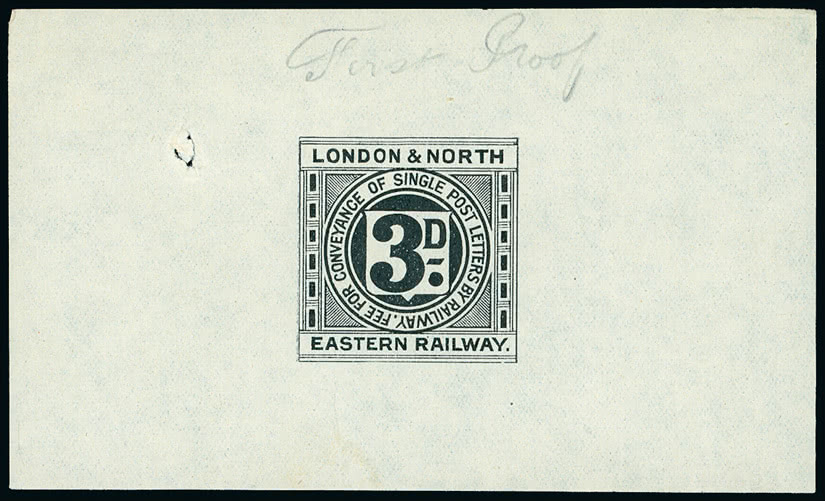 First Proof
LONDON & NORTH
FEE FOR CONVEYANCE OF SINGLE POST LETTERS BY RAILWAY.
3D
EASTERN RAILWAY.